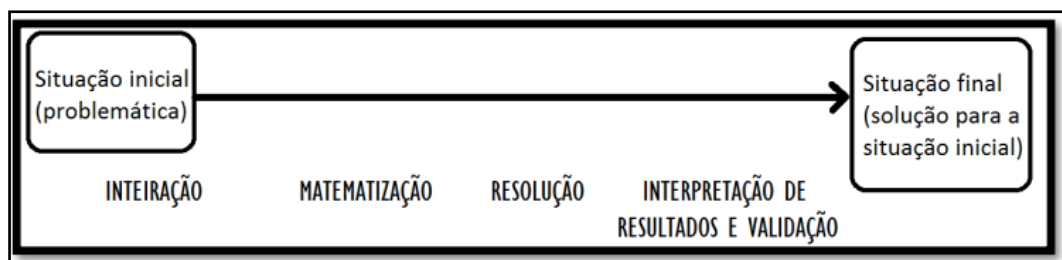 Situação inicial
(problemática)
Situação final
(solução para a
situação inicial)
INTEIRAÇÃO
MATEMATIZAÇÃO
RESOLUÇÃO
INTERPRETAÇÃO DE
RESULTADOS E VALIDAÇÃO